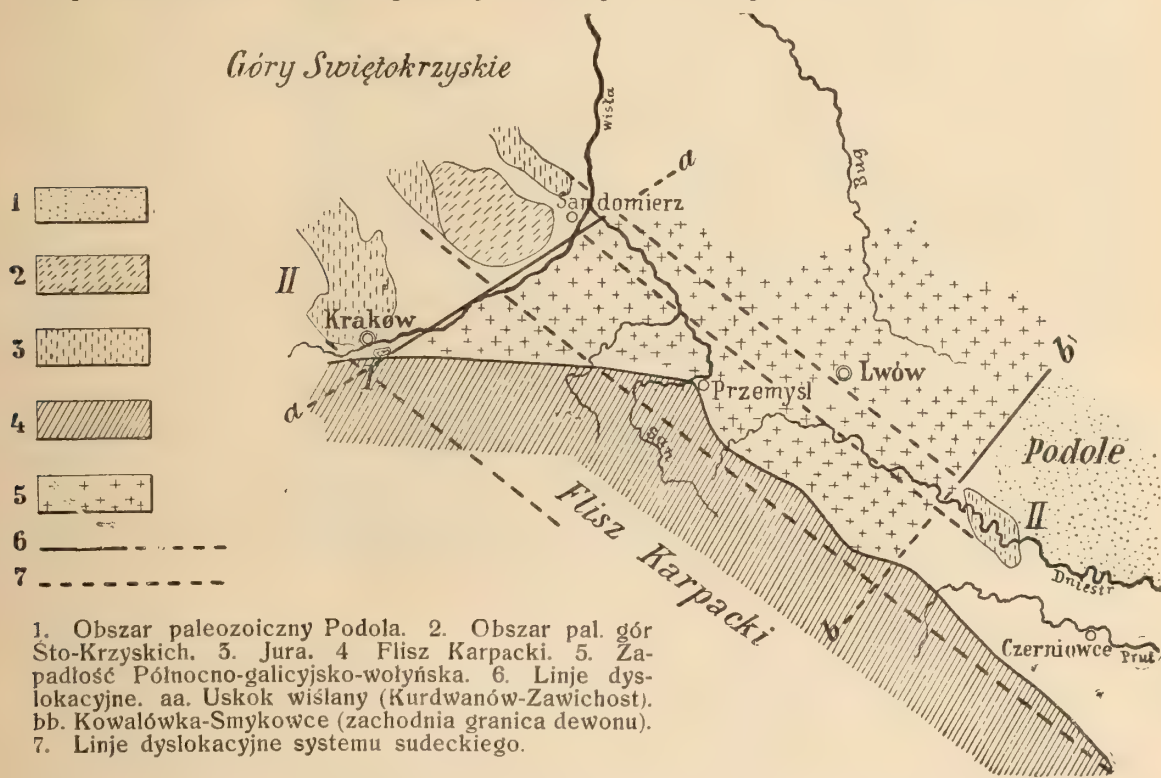 Góry Swiętokrzyskie
wisła
Bug
a
Sandomierz
1
2
II
3
Kraków
I
a
4
Lwów
Przemyśl
b
Podole
San
5
II
Flisz Karpacki
6
7
Dniestr
b
Czerniowce
Prut
1. Obszar paleozoiczny Podola. 2. Obszar pal. gór
Sto-Krzyskich. 3. Jura. 4 Flisz Karpacki. 5. Za-
padłość Północno-galicyjsko-wołyńska. 6. Linje dys-
lokacyjne. aa. Uskok wiślany (Kurdwanów-Zawichost).
bb. Kowalówka-Smykowce (zachodnia granica dewonu).
7. Linje dyslokacyjne systemu sudeckiego.